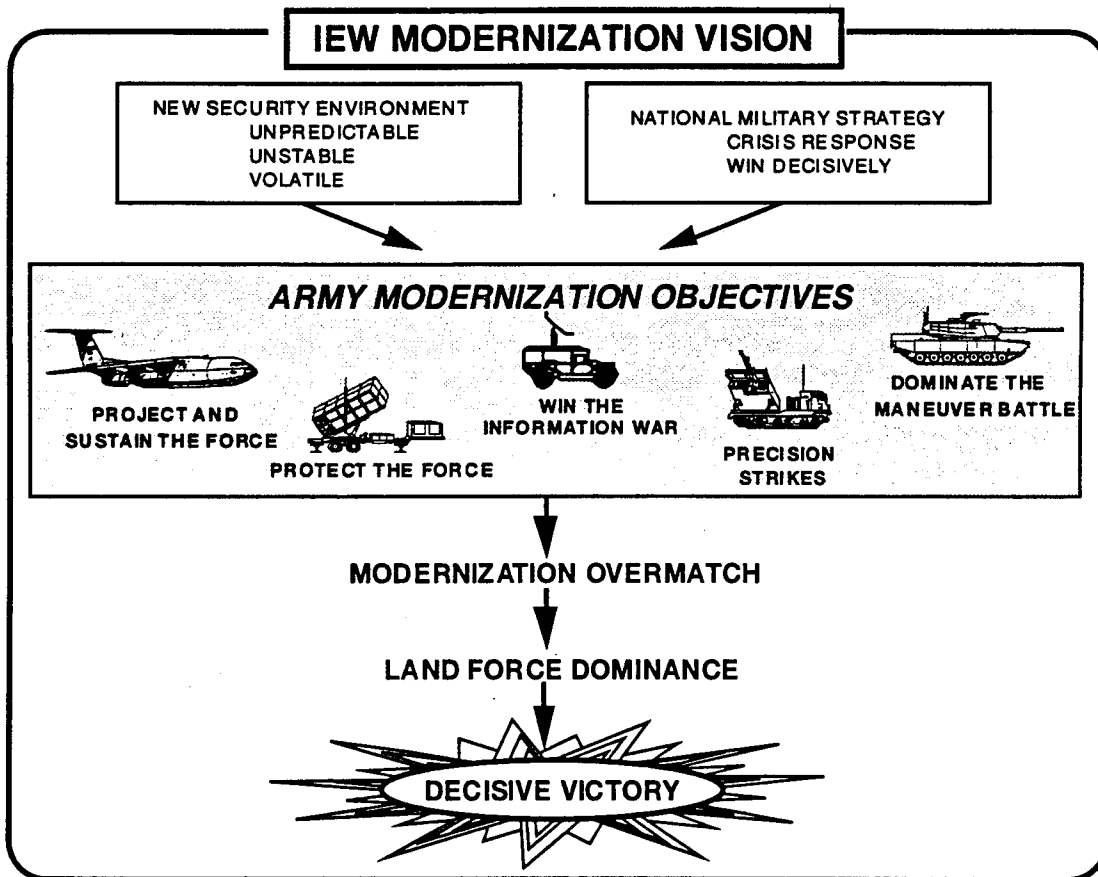 IEW MODERNIZATION VISION
NEW SECURITY ENVIRONMENT
UNPREDICTABLE
UNSTABLE
VOLATILE
NATIONAL MILITARY STRATEGY
CRISIS RESPONSE
WIN DECISIVELY
ARMY MODERNIZATION OBJECTIVES
PROJECT AND
SUSTAIN THE FORCE
PROTECT THE FORCE
WIN THE
INFORMATION WAR
PRECISION
STRIKES
DOMINATE THE
MANEUVER BATTLE
MODERNIZATION OVERMATCH
LAND FORCE DOMINANCE
DECISIVE VICTORY